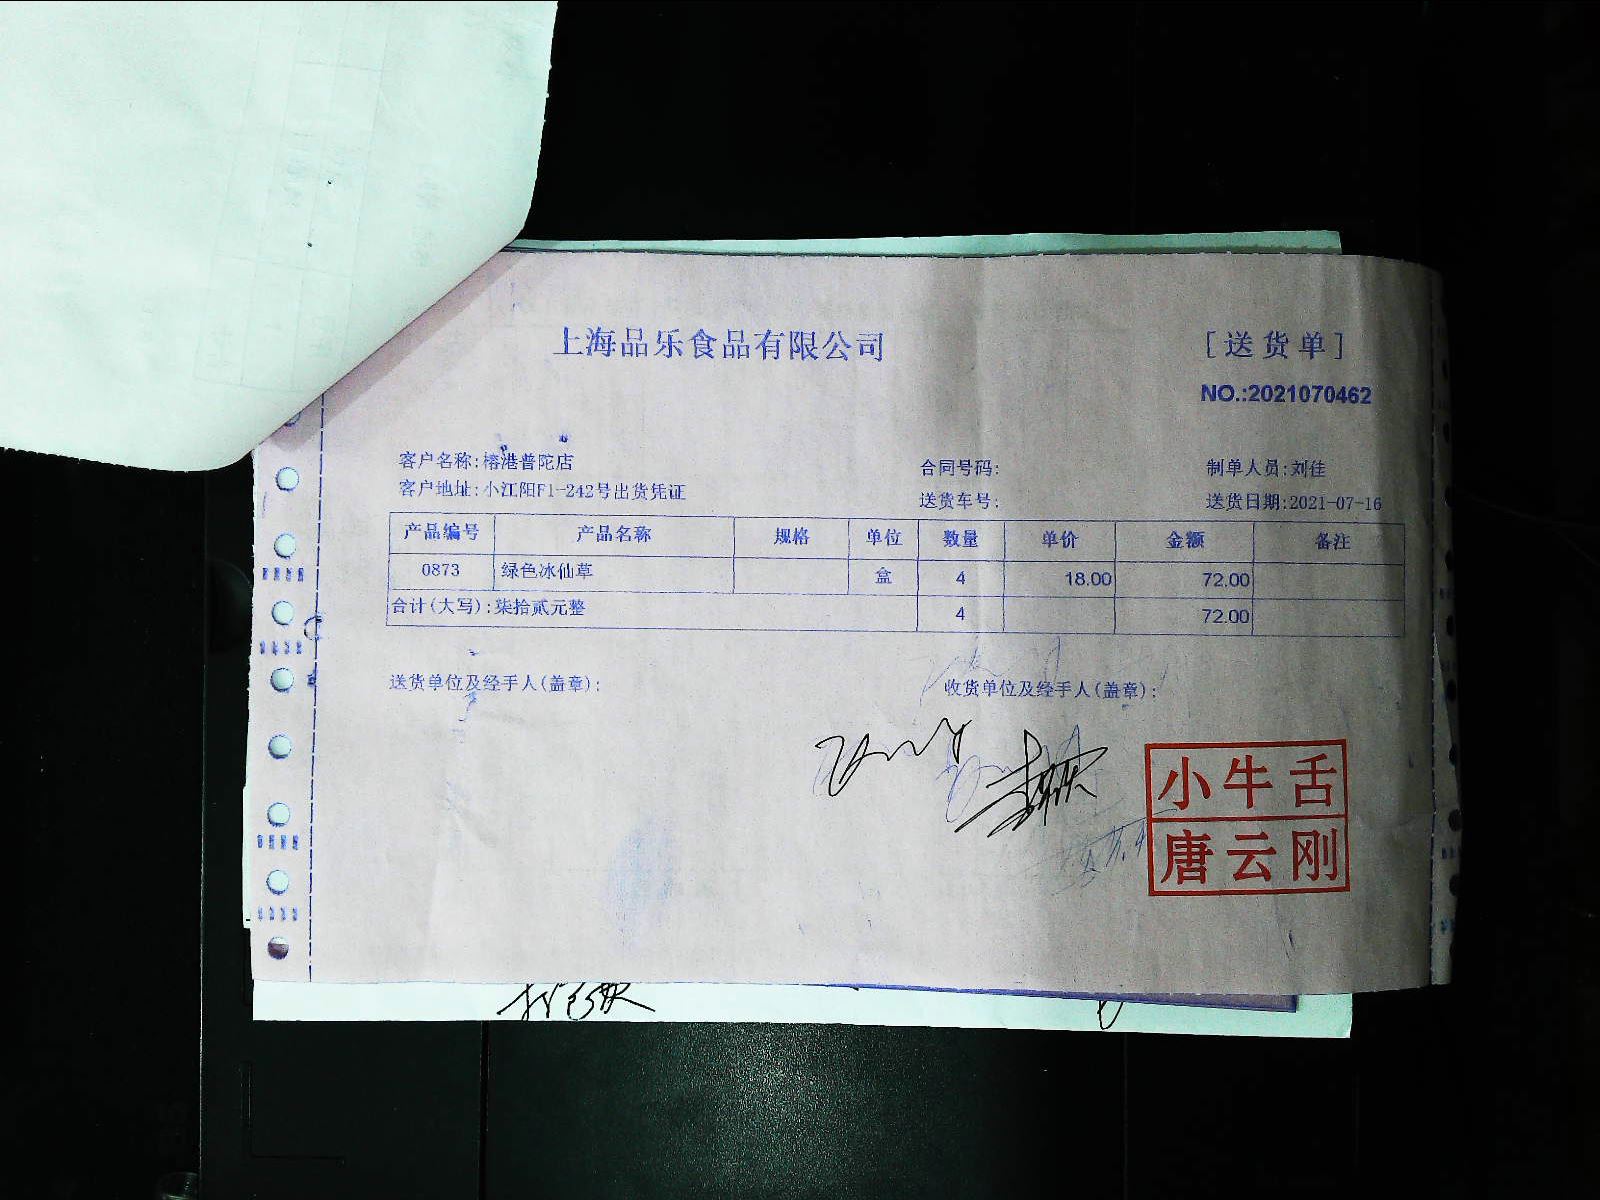 上海品乐食品有限公司
[送货单]
NO.:2021070462
客户名称:榕港普陀店
合同号码:
制单人员:刘佳
客户地址:小江阳F1-242号出货凭证
送货车号:
送货日期:2021-07-16
产品编号 产品名称 规格 单位 数量 单价 金额 备注
0873 绿色冰仙草 盒 4 18.00 72.00
合计(大写):柒拾贰元整 4 72.00
送货单位及经手人(盖章):
收货单位及经手人(盖章):
小牛舌
唐云刚